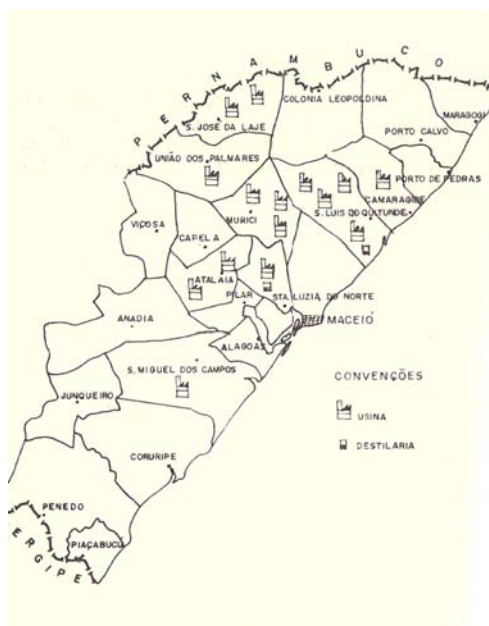 PERNAMBUCO
COLONIA LEOPOLDINA
MARAGOGI
S. JOSÉ DA LAJE
PORTO CALVO
UNIÃO DOS PALMARES
PORTO DE PEDRAS
CAMARAGIBE
MURICI
S. LUIS DO QUITUNDE
VIÇOSA
CAPELA
ATALAIA
PILAR
STA. LUZIA DO NORTE
ANADIA
MACEIÓ
ALAGOAS
S. MIGUEL DOS CAMPOS
CONVENÇÕES
JUNQUEIRO
USINA
DESTILARIA
CORURIPE
PENEDO
PIAÇABUÇÚ
ERGIPE